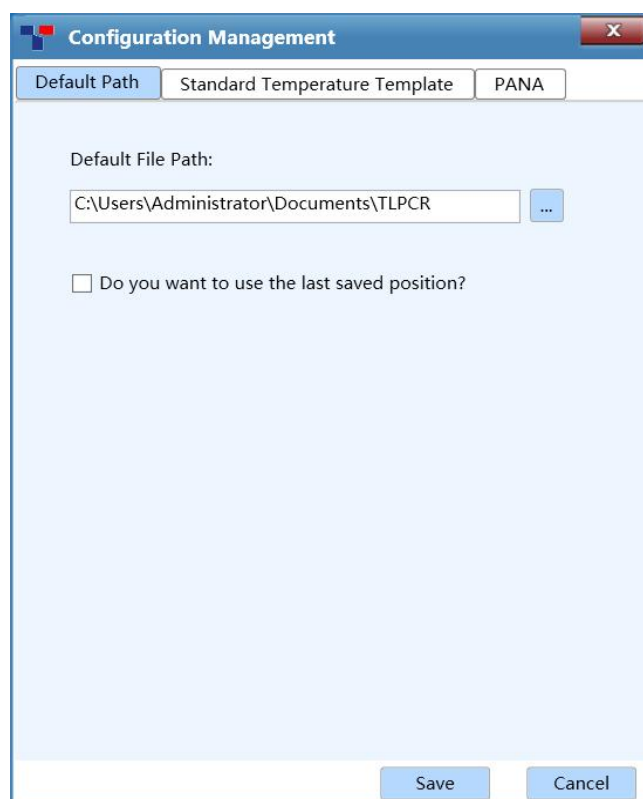 Configuration Management
x
Default Path Standard Temperature Template PANA
Default File Path:
C:\Users\Administrator\Documents\TLPCR ...
Do you want to use the last saved position?
Save Cancel